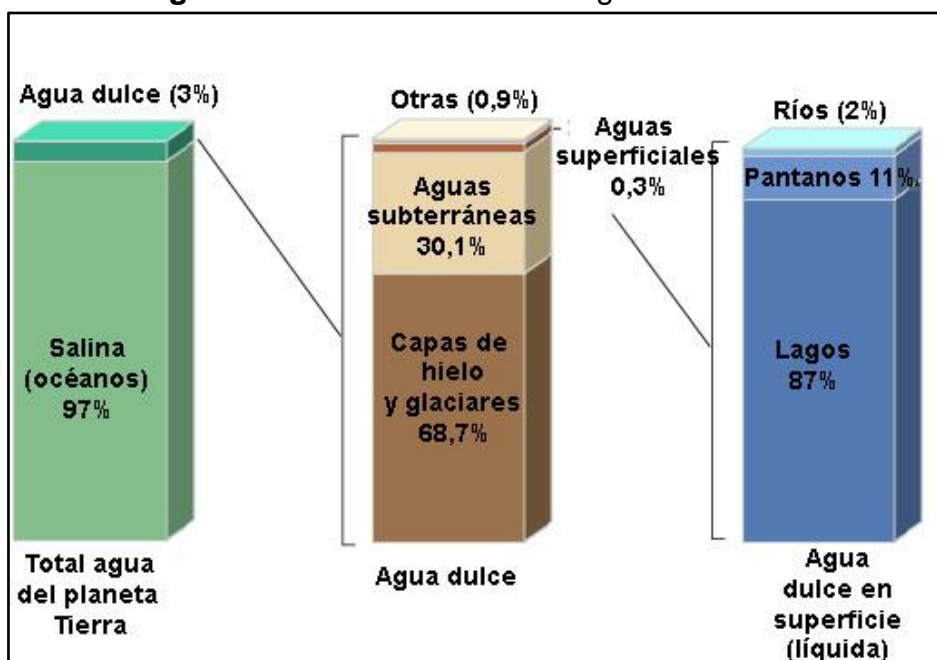 Agua dulce (3%)
Salina
(océanos)
97%
Total agua
del planeta
Tierra
Otras (0,9%)
Aguas
superficiales
0,3%
Aguas
subterráneas
30,1%
Capas de
hielo
y glaciares
68,7%
Agua dulce
Ríos (2%)
Pantanos 11%
Lagos
87%
Agua
dulce en
superficie
(líquida)